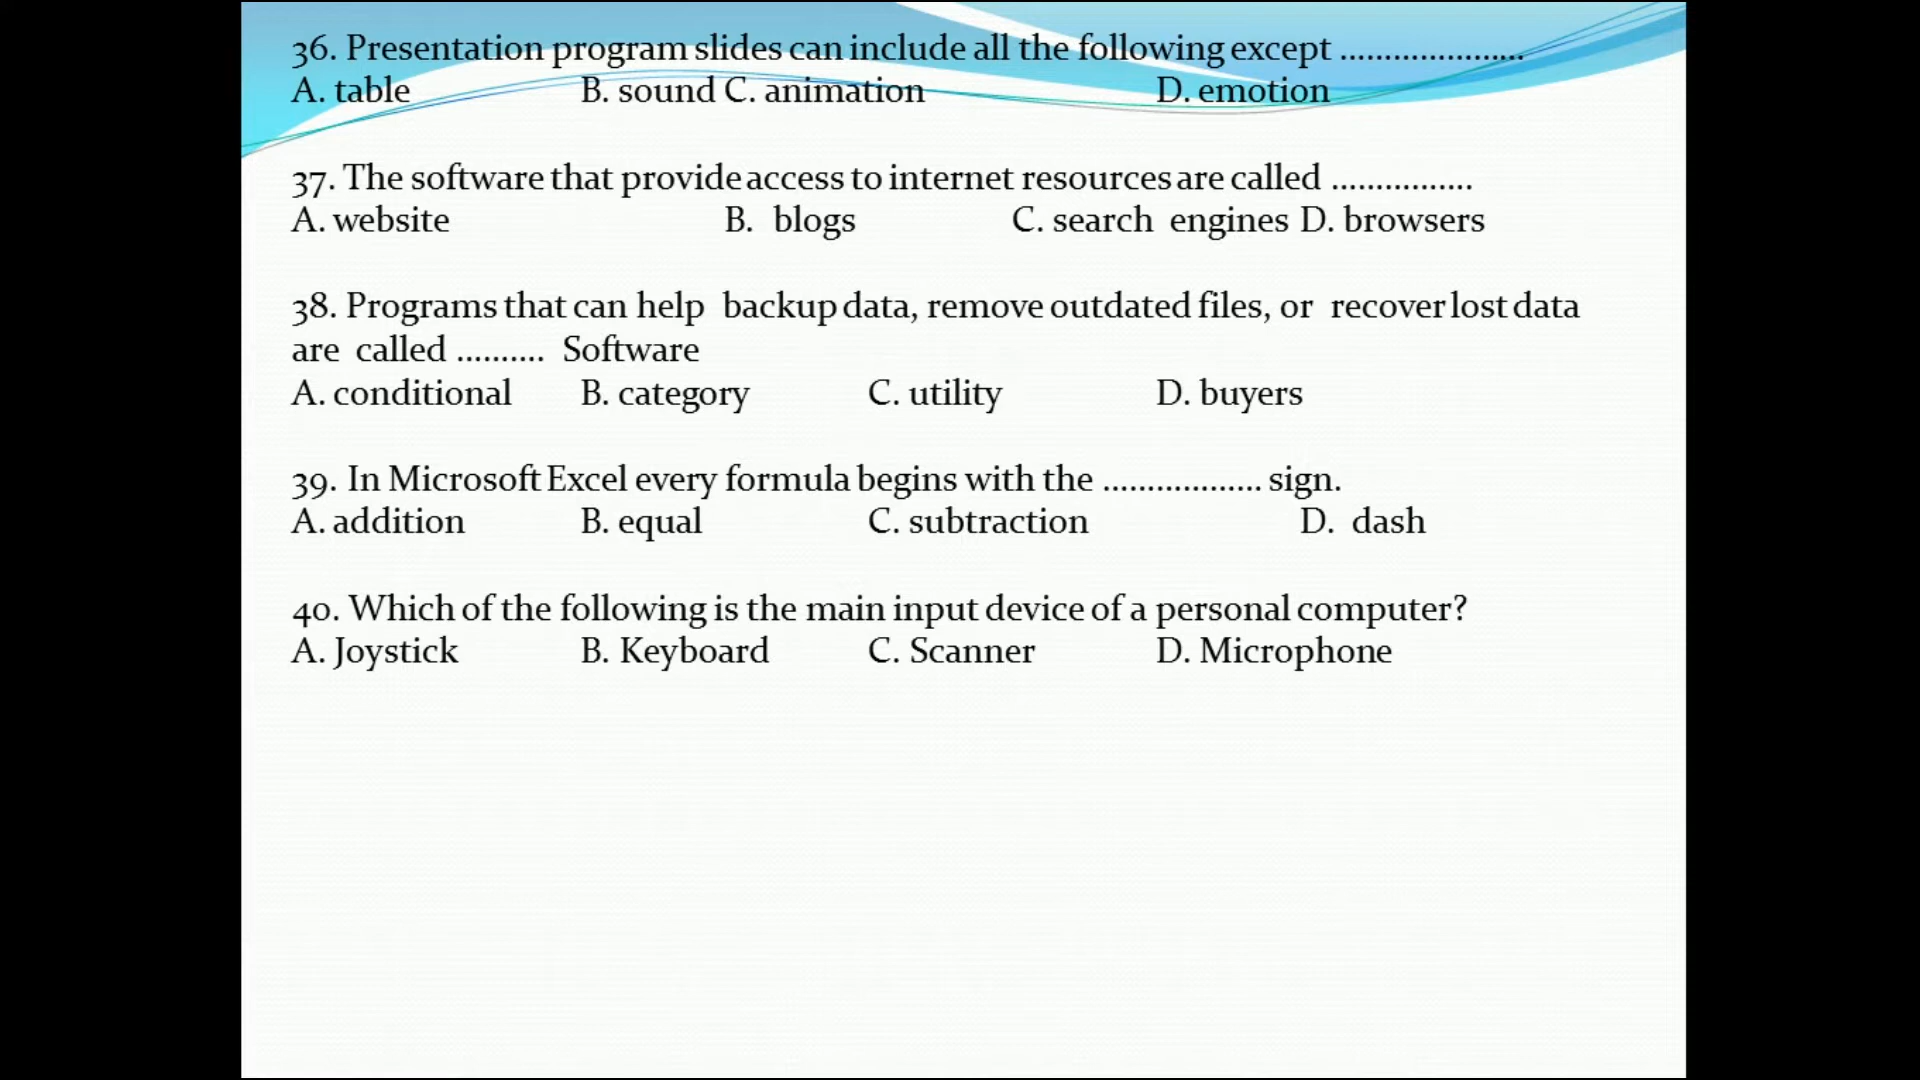 36. Presentation program slides can include all the following except .....................
A. table B. sound C. animation D. emotion
37. The software that provide access to internet resources are called ................
A. website B. blogs C. search engines D. browsers
38. Programs that can help backup data, remove outdated files, or recover lost data
are called .......... Software
A. conditional B. category C. utility D. buyers
39. In Microsoft Excel every formula begins with the .................. sign.
A. addition B. equal C. subtraction D. dash
40. Which of the following is the main input device of a personal computer?
A. Joystick B. Keyboard C. Scanner D. Microphone